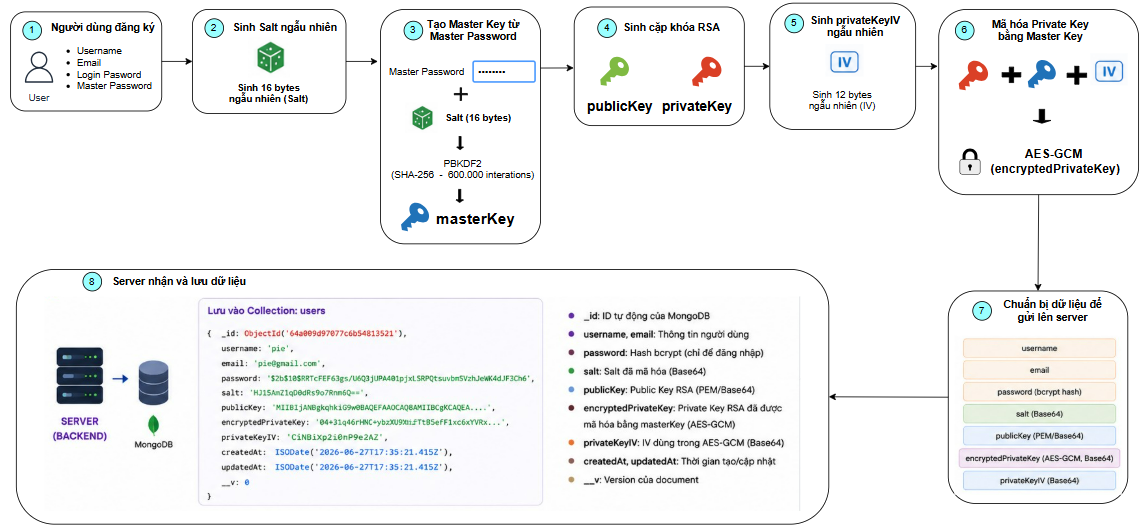 1 Người dùng đăng ký
Username
Email
Login Pasword
Master Password
User
2 Sinh Salt ngẫu nhiên
Sinh 16 bytes
ngẫu nhiên (Salt)
3 Tạo Master Key từ
Master Password
Master Password ........
+
Salt (16 bytes)
PBKDF2
(SHA-256 - 600.000 interations)
masterKey
4 Sinh cặp khóa RSA
publicKey privateKey
5 Sinh privateKeyIV
ngẫu nhiên
IV
Sinh 12 bytes
ngẫu nhiên (IV)
6 Mã hóa Private Key
bằng Master Key
+ + IV
AES-GCM
(encryptedPrivateKey)
7 Chuẩn bị dữ liệu để
gửi lên server
username
email
password (bcrypt hash)
salt (Base64)
publicKey (PEM/Base64)
encryptedPrivateKey (AES-GCM, Base64)
privateKeyIV (Base64)
8 Server nhận và lưu dữ liệu
SERVER
(BACKEND)
MongoDB
Lưu vào Collection: users
{ _id: ObjectId('64a009d97077c6b54813521'),
username: 'pie',
email: 'pie@gmail.com',
password:
salt: 'HJ15AmZ1qD0dRs9o7Rnm6Q==',
publicKey:
encryptedPrivateKey:
privateKeyIV: 'CiNBiXp2i0nP9e2AZ',
createdAt: ISODate('2026-06-27T17:35:21.415Z'),
updatedAt: ISODate('2026-06-27T17:35:21.415Z'),
__v: 0
}
_id: ID tự động của MongoDB
username, email: Thông tin người dùng
password: Hash bcrypt (chỉ để đăng nhập)
salt: Salt đã mã hóa (Base64)
publicKey: Public Key RSA (PEM/Base64)
encryptedPrivateKey: Private Key RSA đã được
mã hóa bằng masterKey (AES-GCM)
privateKeyIV: IV dùng trong AES-GCM (Base64)
createdAt, updatedAt: Thời gian tạo/cập nhật
__v: Version của document